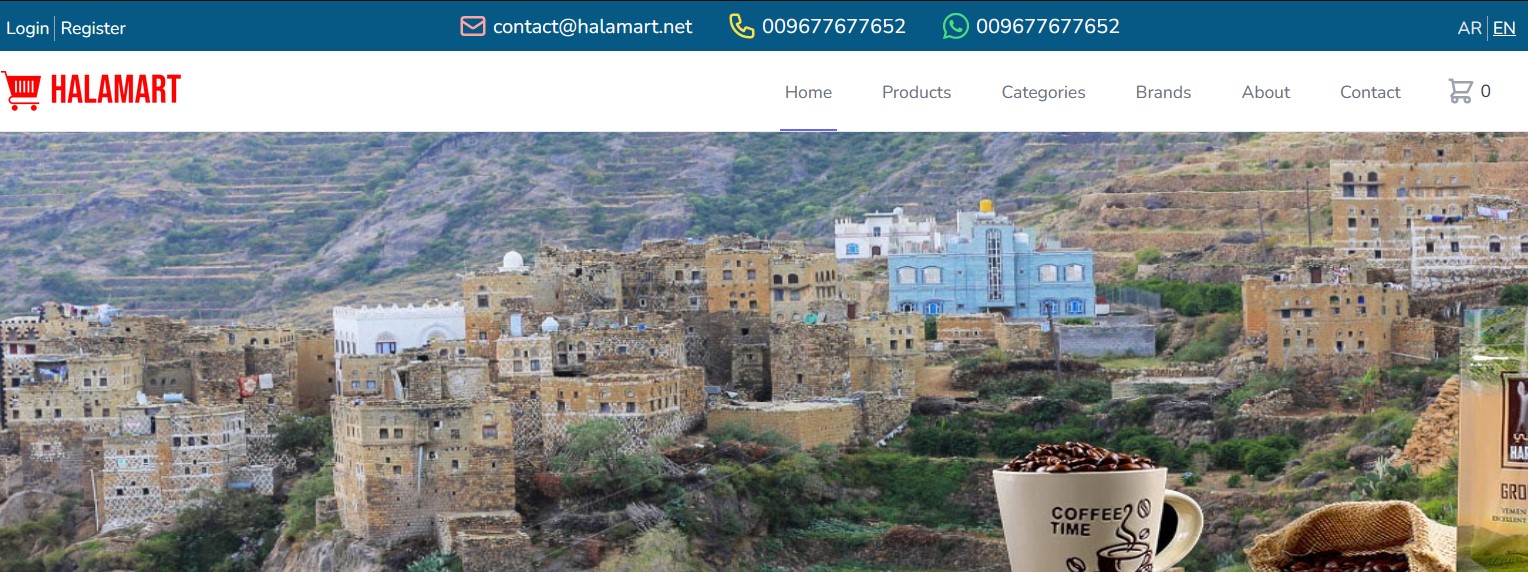 Login Register
contact@halamart.net
009677677652
009677677652
AR EN
HALAMART
Home
Products
Categories
Brands
About
Contact
0
COFFEE
TIME